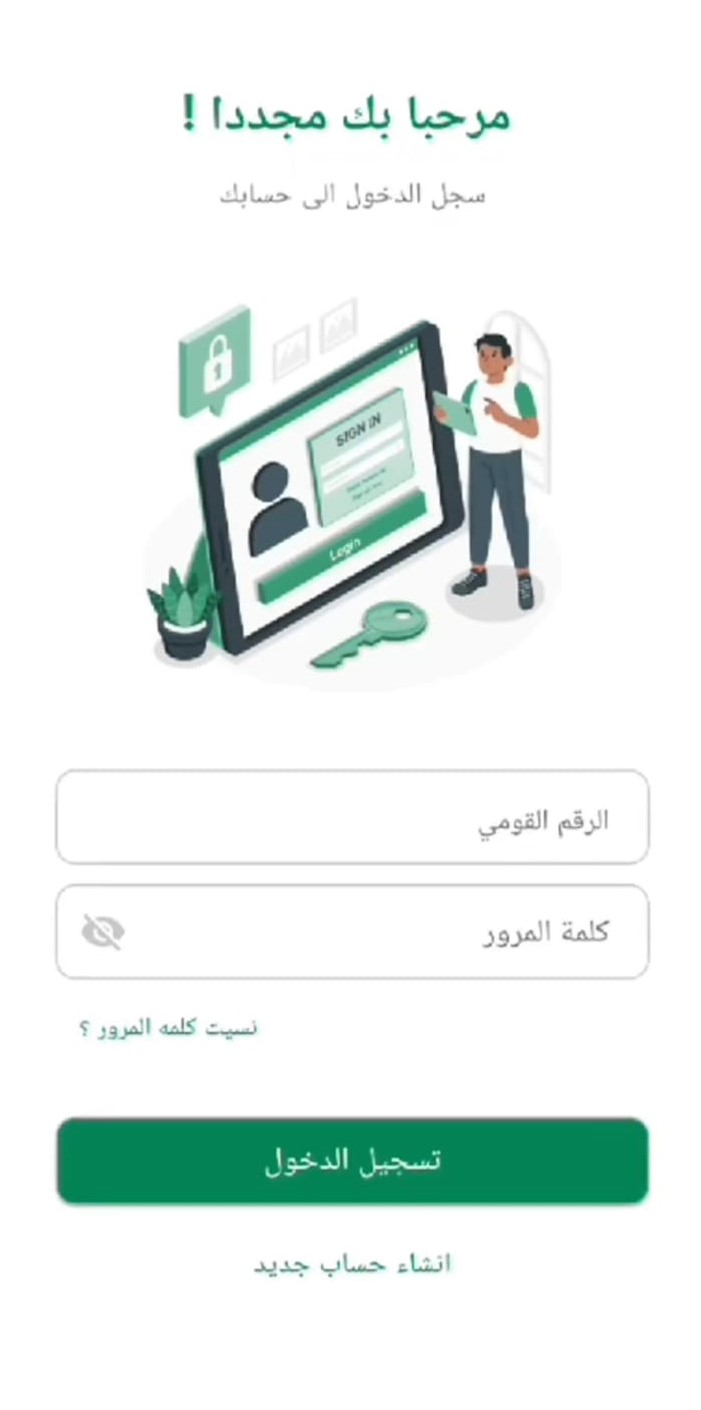 مرحبا بك مجددا !
سجل الدخول الى حسابك
SIGN IN
Login
الرقم القومي
كلمة المرور
نسيت كلمه المرور ؟
تسجيل الدخول
انشاء حساب جديد